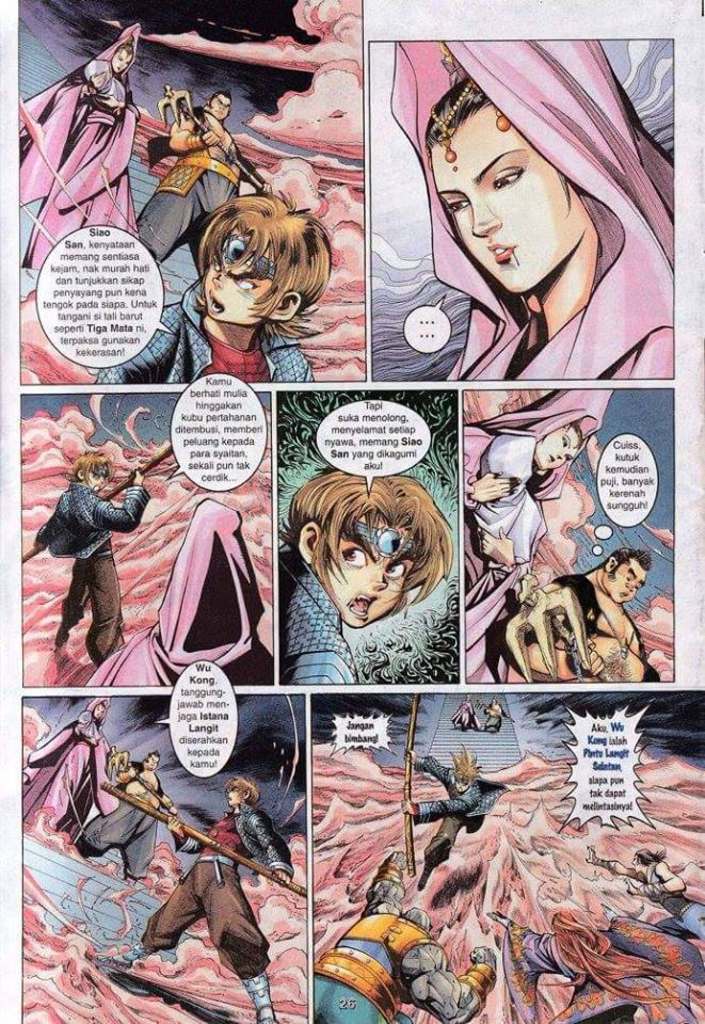 Siao
San, kenyataan
memang sentiasa
kejam, nak murah hati
dan tunjukkan sikap
penyayang pun kena
tengok pada siapa. Untuk
tangani si tali barut
seperti Tiga Mata ni,
terpaksa gunakan
kekerasan!
...
...
Kamu
berhati mulia
hinggakan
kubu pertahanan
ditembusi, memberi
peluang kepada
para syaitan,
sekali pun tak
cerdik...
Tapi
suka menolong,
menyelamat setiap
nyawa, memang Siao
San yang dikagumi
aku!
Cuiss,
kutuk
kemudian
puji, banyak
kerenah
sungguh!
Wu
Kong,
tanggung-
jawab men-
jaga Istana
Langit
diserahkan
kepada
kamu!
Jangan
bimbang!
Aku, Wu
Kong ialah
Pintu Langit
Selatan,
siapa pun
tak dapat
melintasinya!
26